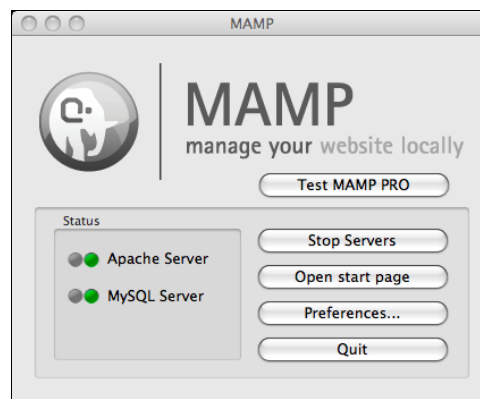 MAMP
MAMP
manage your website locally
Test MAMP PRO
Status
Apache Server
MySQL Server
Stop Servers
Open start page
Preferences...
Quit